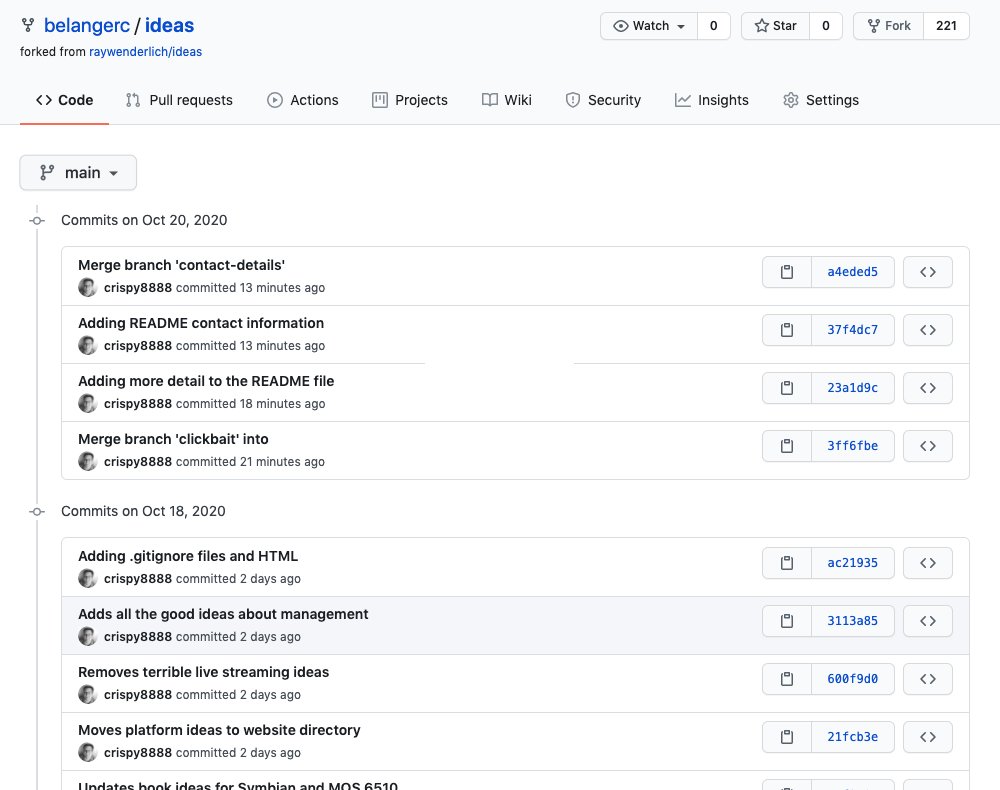 belangerc / ideas
Watch 0
Star 0
Fork 221
forked from raywenderlich/ideas
Code Pull requests Actions Projects Wiki Security Insights Settings
main
Commits on Oct 20, 2020
Merge branch 'contact-details'
a4eded5
crispy8888 committed 13 minutes ago
Adding README contact information
37f4dc7
crispy8888 committed 13 minutes ago
Adding more detail to the README file
23a1d9c
crispy8888 committed 18 minutes ago
Merge branch 'clickbait' into
3ff6fbe
crispy8888 committed 21 minutes ago
Commits on Oct 18, 2020
Adding .gitignore files and HTML
ac21935
crispy8888 committed 2 days ago
Adds all the good ideas about management
3113a85
crispy8888 committed 2 days ago
Removes terrible live streaming ideas
600f9d0
crispy8888 committed 2 days ago
Moves platform ideas to website directory
21fcb3e
crispy8888 committed 2 days ago
Updates book ideas for Symbian and MOS 6510